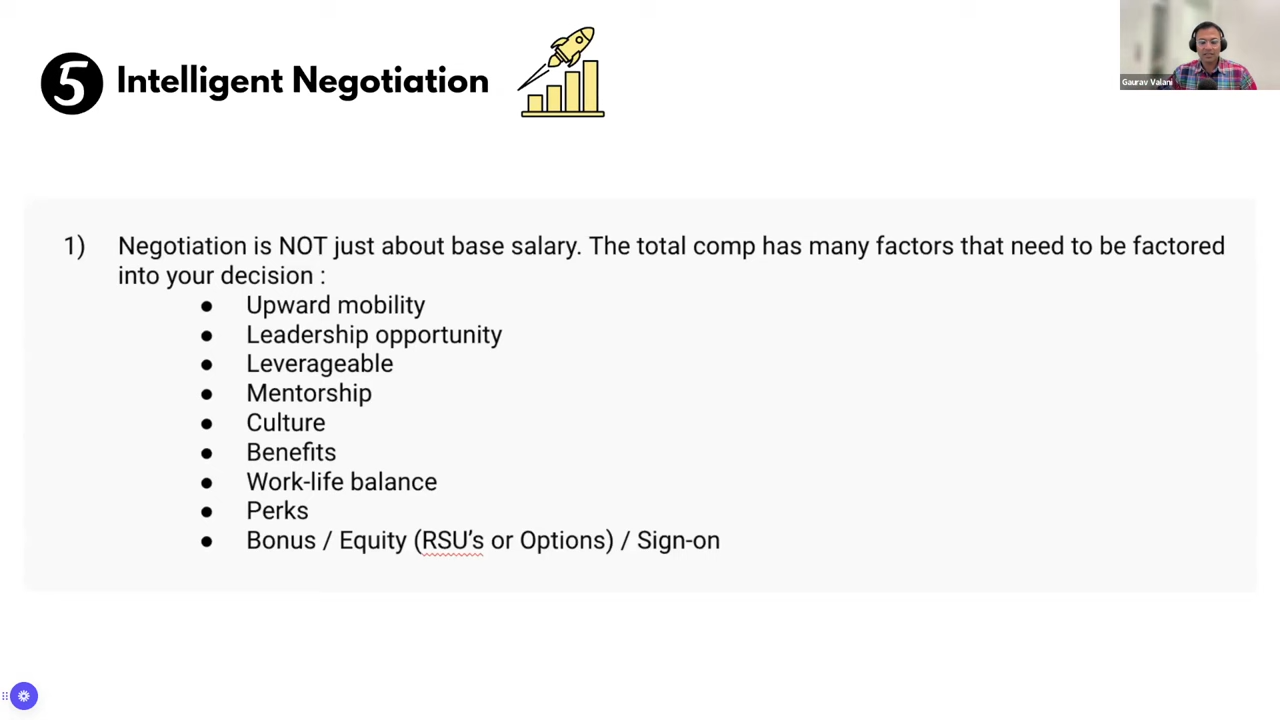 5 Intelligent Negotiation
Gaurav Valani
1) Negotiation is NOT just about base salary. The total comp has many factors that need to be factored
into your decision :
● Upward mobility
● Leadership opportunity
● Leverageable
● Mentorship
● Culture
● Benefits
● Work-life balance
● Perks
● Bonus / Equity (RSU’s or Options) / Sign-on